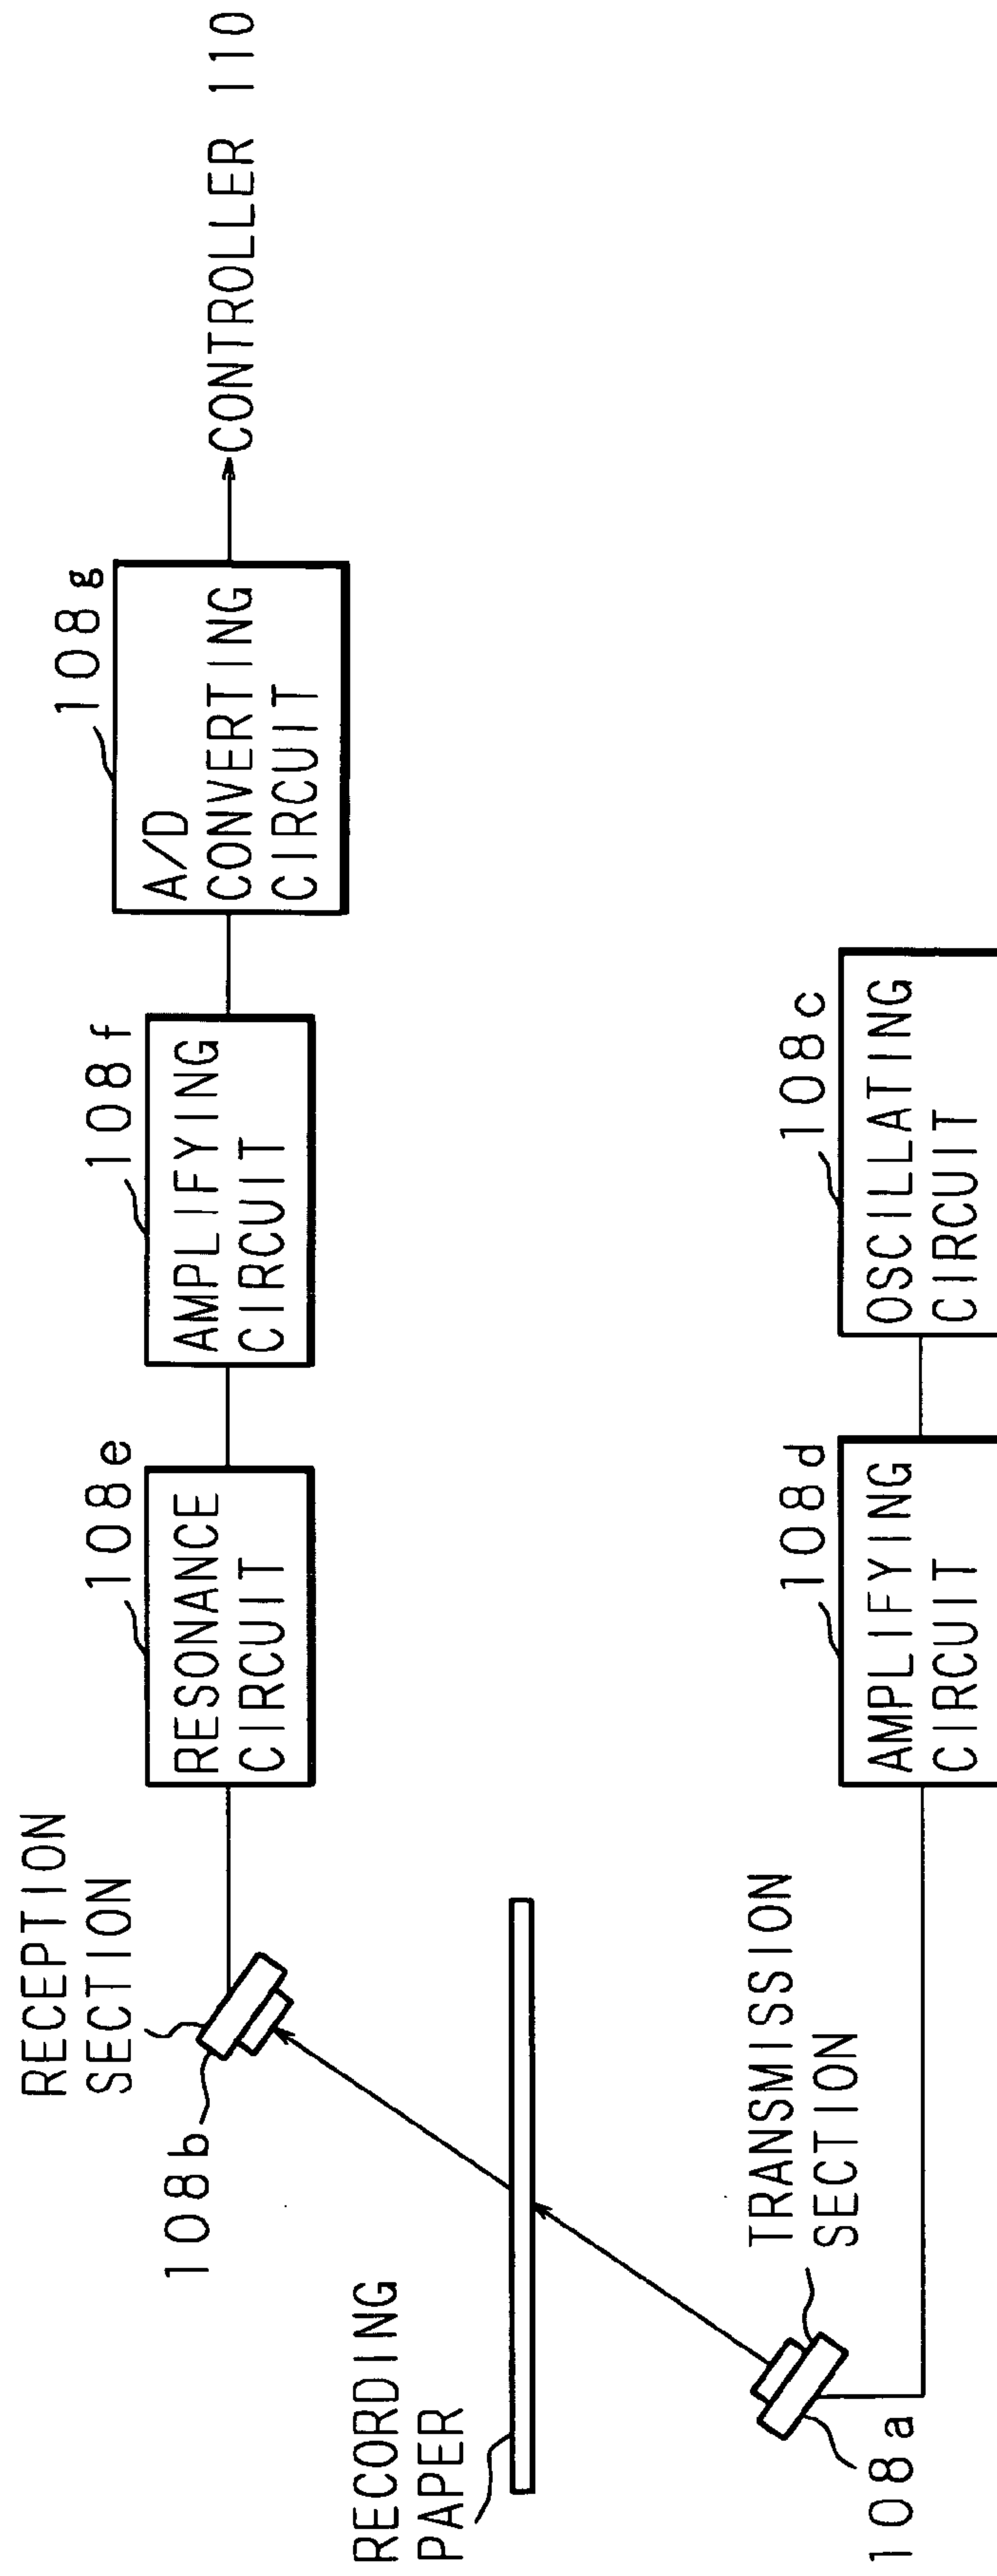 RECEPTION
SECTION
108b
108e
RESONANCE
CIRCUIT
108f
AMPLIFYING
CIRCUIT
108g
A/D
CONVERTING
CIRCUIT
CONTROLLER 110
RECORDING
PAPER
TRANSMISSION
SECTION
108a
108d
AMPLIFYING
CIRCUIT
108c
OSCILLATING
CIRCUIT